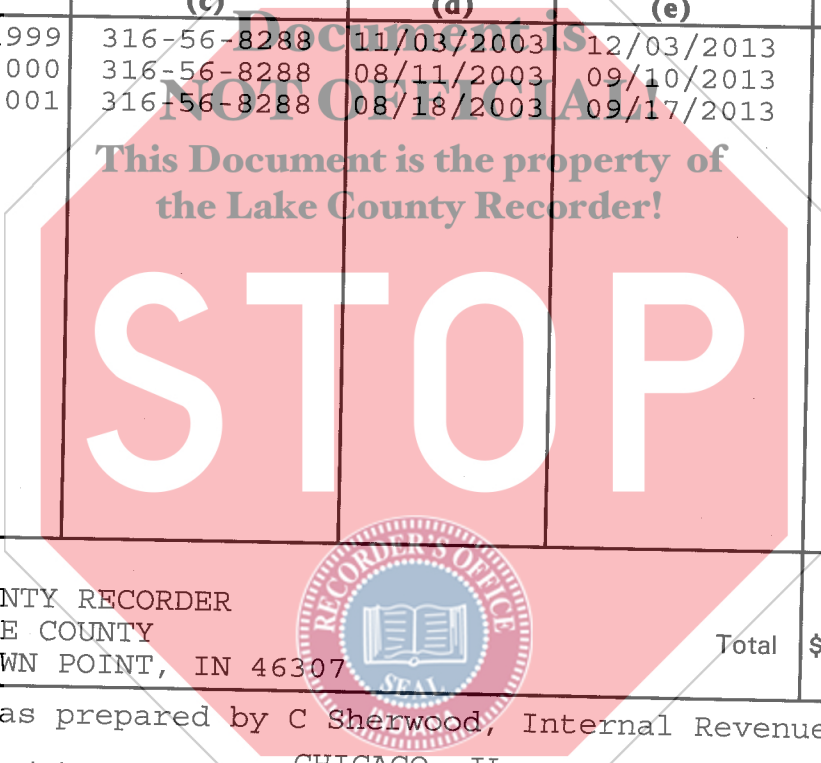 (c) (d) (e)
1999 316-56-8288 11/03/2003 12/03/2013
000 316-56-8288 08/11/2003 09/10/2013
001 316-56-8288 08/18/2003 09/17/2013
Document is
NOT OFFICIAL
This Document is the property of
the Lake County Recorder!
STOP
RECORDER'S OFFICE
SEAL
NTY RECORDER
E COUNTY
WN POINT, IN 46307
Total $
as prepared by C Sherwood, Internal Revenue